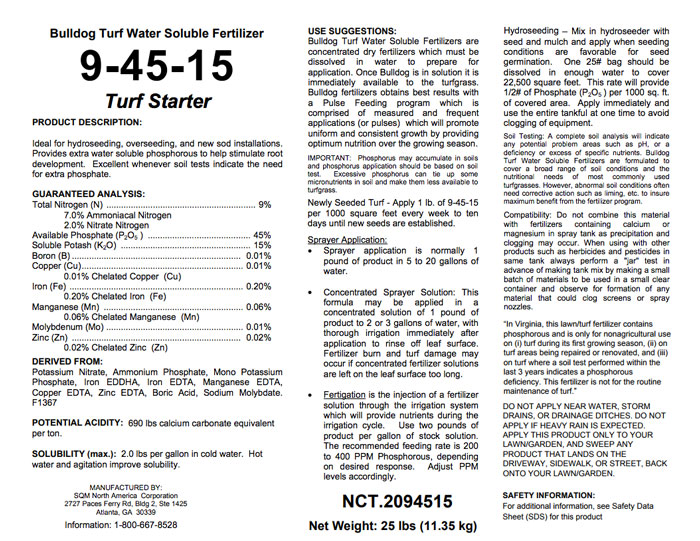 Bulldog Turf Water Soluble Fertilizer
9-45-15
Turf Starter
PRODUCT DESCRIPTION:
Ideal for hydroseeding, overseeding, and new sod installations.
Provides extra water soluble phosphorous to help stimulate root
development. Excellent whenever soil tests indicate the need
for extra phosphate.
GUARANTEED ANALYSIS:
Total Nitrogen (N) ............................................................ 9%
7.0% Ammoniacal Nitrogen
2.0% Nitrate Nitrogen
Available Phosphate (P₂O₅) ........................................ 45%
Soluble Potash (K₂O) ................................................ 15%
Boron (B) .................................................................. 0.01%
Copper (Cu)............................................................... 0.01%
0.01% Chelated Copper (Cu)
Iron (Fe) .................................................................... 0.20%
0.20% Chelated Iron (Fe)
Manganese (Mn) ........................................................ 0.06%
0.06% Chelated Manganese (Mn)
Molybdenum (Mo) ...................................................... 0.01%
Zinc (Zn) .................................................................... 0.02%
0.02% Chelated Zinc (Zn)
DERIVED FROM:
Potassium Nitrate, Ammonium Phosphate, Mono Potassium
Phosphate, Iron EDDHA, Iron EDTA, Manganese EDTA,
Copper EDTA, Zinc EDTA, Boric Acid, Sodium Molybdate.
F1367
POTENTIAL ACIDITY: 690 lbs calcium carbonate equivalent
per ton.
SOLUBILITY (max.): 2.0 lbs per gallon in cold water. Hot
water and agitation improve solubility.
MANUFACTURED BY:
SQM North America Corporation
2727 Paces Ferry Rd, Bldg 2, Ste 1425
Atlanta, GA 30339
Information: 1-800-667-8528
USE SUGGESTIONS:
Bulldog Turf Water Soluble Fertilizers are
concentrated dry fertilizers which must be
dissolved in water to prepare for
application. Once Bulldog is in solution it is
immediately available to the turfgrass.
Bulldog fertilizers obtains best results with
a Pulse Feeding program which is
comprised of measured and frequent
applications (or pulses) which will promote
uniform and consistent growth by providing
optimum nutrition over the growing season.
IMPORTANT: Phosphorus may accumulate in soils
and phosphorus application should be based on soil
test. Excessive phosphorus can tie up some
micronutrients in soil and make them less available to
turfgrass.
Newly Seeded Turf - Apply 1 lb. of 9-45-15
per 1000 square feet every week to ten
days until new seeds are established.
Sprayer Application:
• Sprayer application is normally 1
pound of product in 5 to 20 gallons of
water.
• Concentrated Sprayer Solution: This
formula may be applied in a
concentrated solution of 1 pound of
product to 2 or 3 gallons of water, with
thorough irrigation immediately after
application to rinse off leaf surface.
Fertilizer burn and turf damage may
occur if concentrated fertilizer solutions
are left on the leaf surface too long.
• Fertigation is the injection of a fertilizer
solution through the irrigation system
which will provide nutrients during the
irrigation cycle. Use two pounds of
product per gallon of stock solution.
The recommended feeding rate is 200
to 400 PPM Phosphorous, depending
on desired response. Adjust PPM
levels accordingly.
NCT.2094515
Net Weight: 25 lbs (11.35 kg)
Hydroseeding – Mix in hydroseeder with
seed and mulch and apply when seeding
conditions are favorable for seed
germination. One 25# bag should be
dissolved in enough water to cover
22,500 square feet. This rate will provide
1/2# of Phosphate (P₂O₅) per 1000 sq. ft.
of covered area. Apply immediately and
use the entire tankful at one time to avoid
clogging of equipment.
Soil Testing: A complete soil analysis will indicate
any potential problem areas such as pH, or a
deficiency or excess of specific nutrients. Bulldog
Turf Water Soluble Fertilizers are formulated to
cover a broad range of soil conditions and the
nutritional needs of most commonly used
turfgrasses. However, abnormal soil conditions often
need corrective action such as liming, etc. to insure
maximum benefit from the fertilizer program.
Compatibility: Do not combine this material
with fertilizers containing calcium or
magnesium in spray tank as precipitation and
clogging may occur. When using with other
products such as herbicides and pesticides in
same tank always perform a "jar" test in
advance of making tank mix by making a small
batch of materials to be used in a small clear
container and observe for formation of any
material that could clog screens or spray
nozzles.
"In Virginia, this lawn/turf fertilizer contains
phosphorous and is only for nonagricultural use
on (i) turf during its first growing season, (ii) on
turf areas being repaired or renovated, and (iii)
on turf where a soil test performed within the
last 3 years indicates a phosphorous
deficiency. This fertilizer is not for the routine
maintenance of turf."
DO NOT APPLY NEAR WATER, STORM
DRAINS, OR DRAINAGE DITCHES. DO NOT
APPLY IF HEAVY RAIN IS EXPECTED.
APPLY THIS PRODUCT ONLY TO YOUR
LAWN/GARDEN, AND SWEEP ANY
PRODUCT THAT LANDS ON THE
DRIVEWAY, SIDEWALK, OR STREET, BACK
ONTO YOUR LAWN/GARDEN.
SAFETY INFORMATION:
For additional information, see Safety Data
Sheet (SDS) for this product